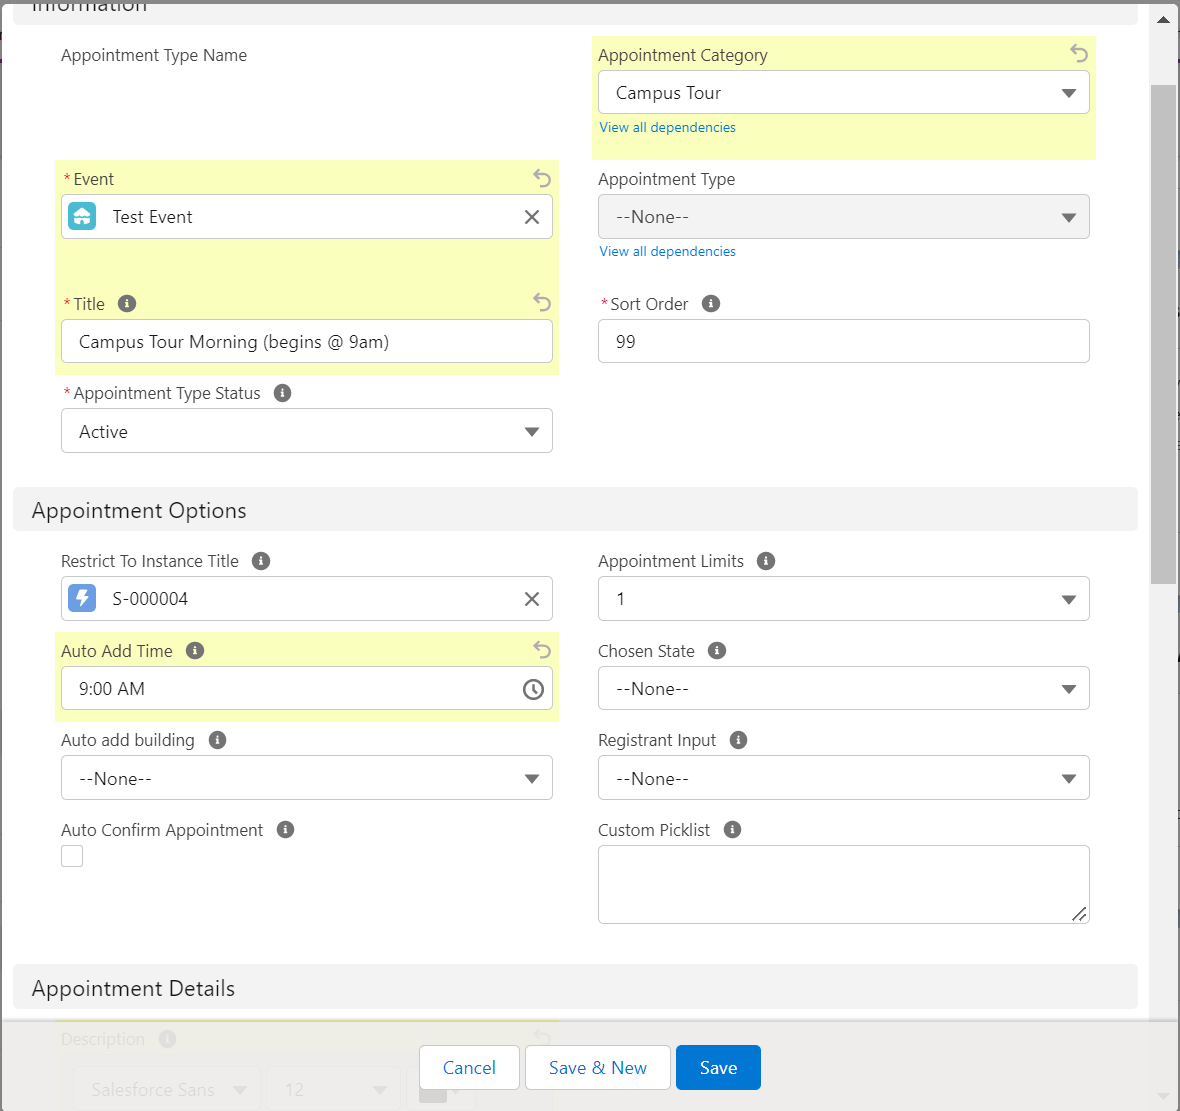 Information
Appointment Type Name
Appointment Category
Campus Tour
View all dependencies
*Event
Test Event
Appointment Type
--None--
View all dependencies
*Title
Campus Tour Morning (begins @ 9am)
*Sort Order
99
*Appointment Type Status
Active
Appointment Options
Restrict To Instance Title
S-000004
Appointment Limits
1
Auto Add Time
9:00 AM
Chosen State
--None--
Auto add building
--None--
Registrant Input
--None--
Auto Confirm Appointment
Custom Picklist
Appointment Details
Description
Salesforce Sans
12
Cancel
Save & New
Save